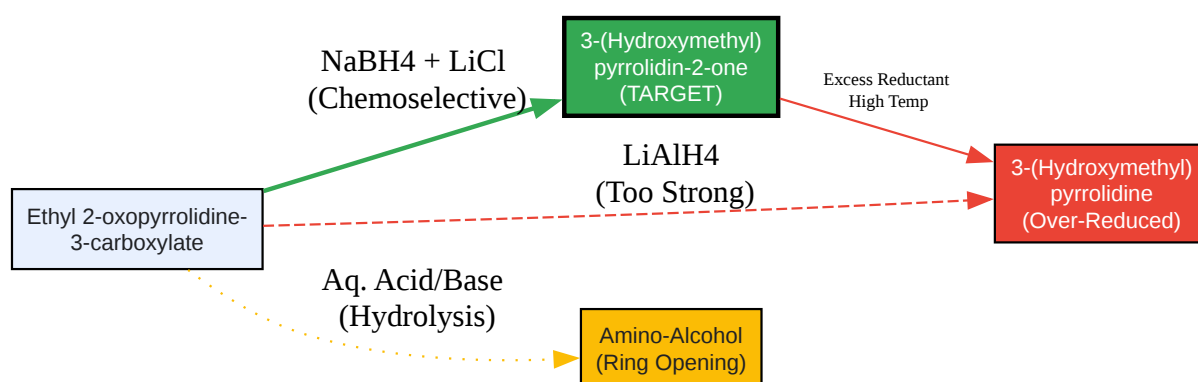 NaBH4 + LiCl
(Chemoselective)
3-(Hydroxymethyl)
pyrrolidin-2-one
(TARGET)
Excess Reductant
High Temp
LiAlH4
(Too Strong)
3-(Hydroxymethyl)
pyrrolidine
(Over-Reduced)
Ethyl 2-oxopyrrolidine-
3-carboxylate
Aq. Acid/Base
(Hydrolysis)
Amino-Alcohol
(Ring Opening)